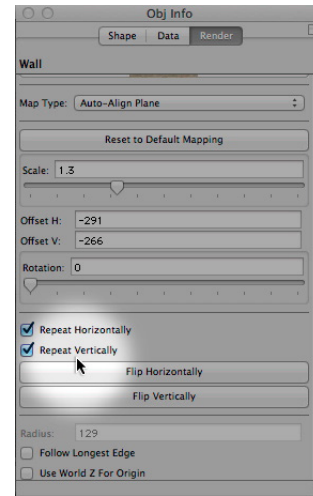 Obj Info
Shape Data Render
Wall
Map Type: Auto-Align Plane
Reset to Default Mapping
Scale: 1.3
Offset H: -291
Offset V: -266
Rotation: 0
Repeat Horizontally
Repeat Vertically
Flip Horizontally
Flip Vertically
Radius: 129
Follow Longest Edge
Use World Z For Origin